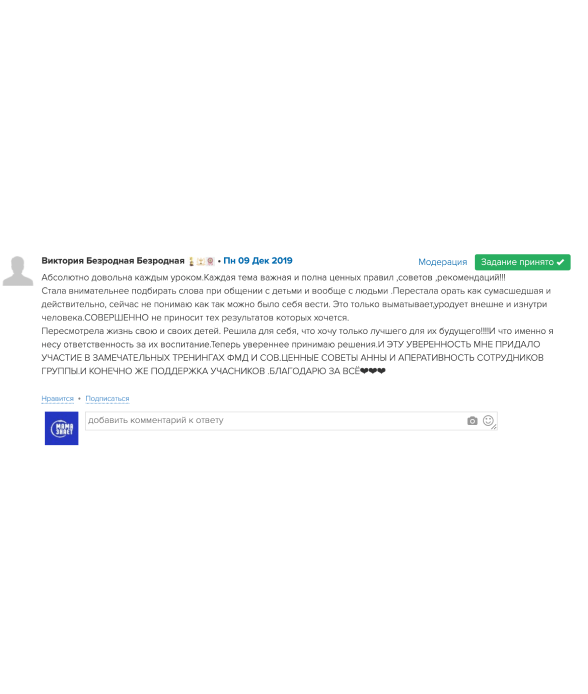 Виктория Безродная Безродная • Пн 09 Дек 2019
Модерация
Задание принято
Абсолютно довольна каждым уроком.Каждая тема важная и полна ценных правил ,советов ,рекомендаций!!!
Стала внимательнее подбирать слова при общении с детьми и вообще с людьми .Перестала орать как сумасшедшая и
действительно, сейчас не понимаю как так можно было себя вести. Это только выматывает,уродует внешне и изнутри
человека.СОВЕРШЕННО не приносит тех результатов которых хочется.
Пересмотрела жизнь свою и своих детей. Решила для себя, что хочу только лучшего для их будущего!!!!И что именно я
несу ответственность за их воспитание.Теперь увереннее принимаю решения.И ЭТУ УВЕРЕННОСТЬ МНЕ ПРИДАЛО
УЧАСТИЕ В ЗАМЕЧАТЕЛЬНЫХ ТРЕНИНГАХ ФМД И СОВ.ЦЕННЫЕ СОВЕТЫ АННЫ И АПЕРАТИВНОСТЬ СОТРУДНИКОВ
ГРУППЫ.И КОНЕЧНО ЖЕ ПОДДЕРЖКА УЧАСНИКОВ .БЛАГОДАРЮ ЗА ВСЁ❤❤❤
Нравится • Подписаться
МАМА
ЗНАЕТ
добавить комментарий к ответу